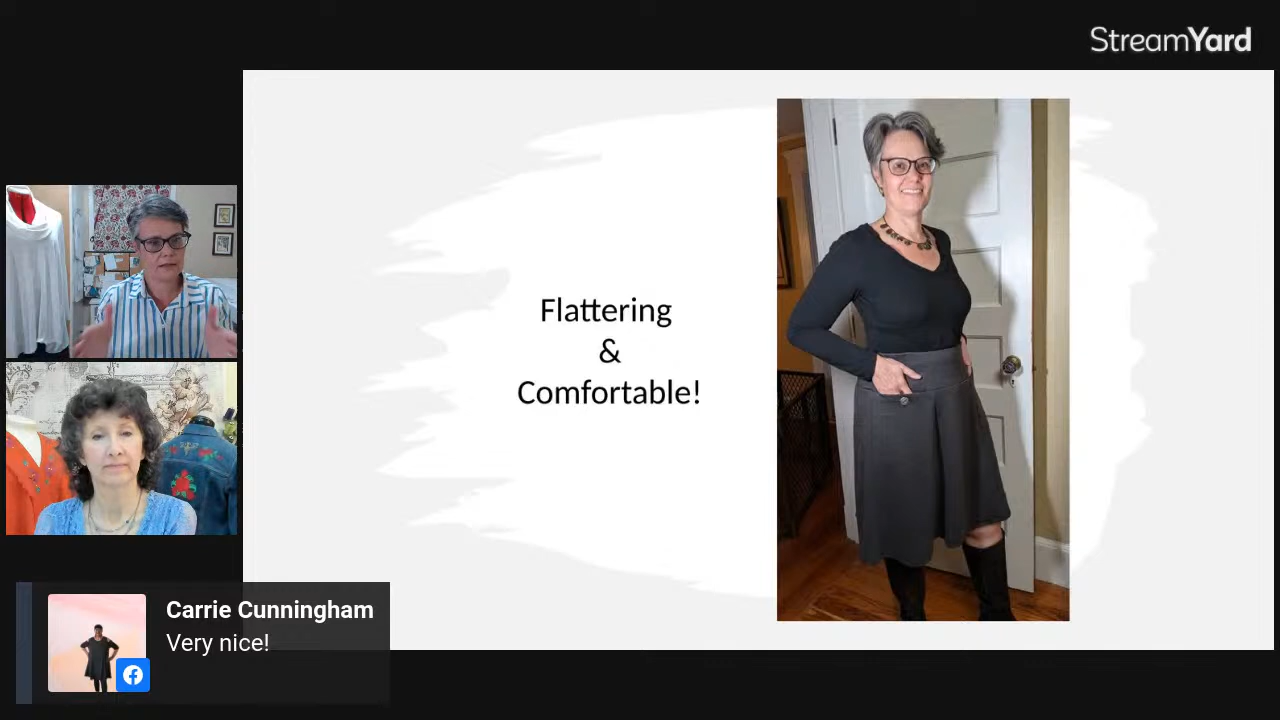 StreamYard
Flattering
&
Comfortable!
Carrie Cunningham
Very nice!